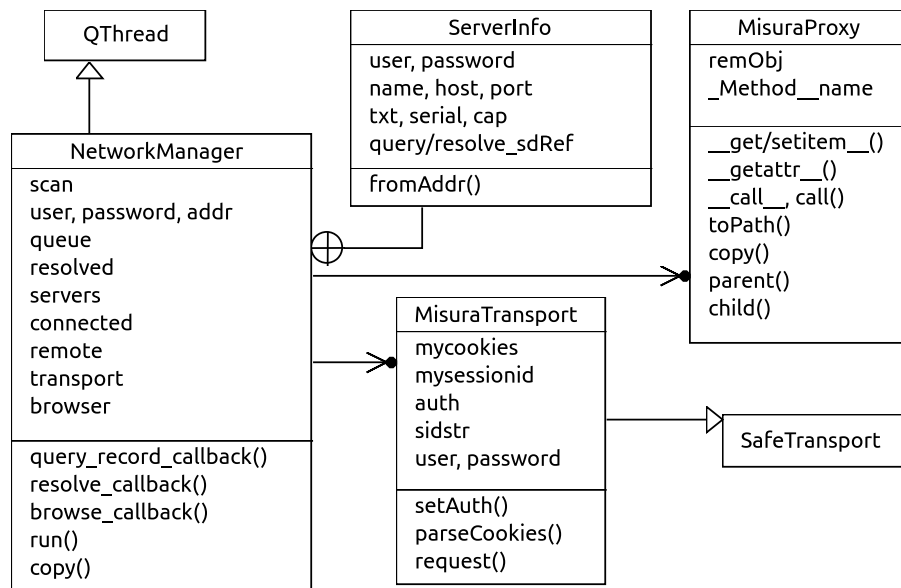 QThread
NetworkManager
scan
user, password, addr
queue
resolved
servers
connected
remote
transport
browser
query_record_callback()
resolve_callback()
browse_callback()
run()
copy()
ServerInfo
user, password
name, host, port
txt, serial, cap
query/resolve_sdRef
fromAddr()
MisuraTransport
mycookies
mysessionid
auth
sidstr
user, password
setAuth()
parseCookies()
request()
MisuraProxy
remObj
_Method__name
__get/setitem__()
__getattr__()
__call__, call()
toPath()
copy()
parent()
child()
SafeTransport